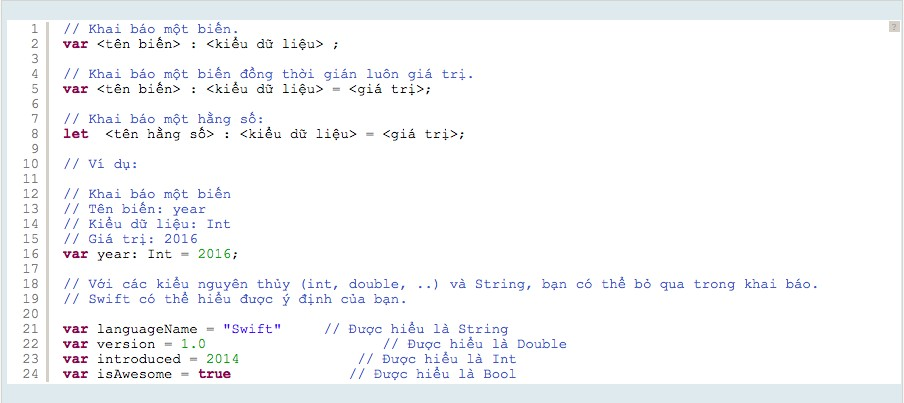 1 // Khai báo một biến.
2 var <tên biến> : <kiểu dữ liệu> ;
3
4 // Khai báo một biến đồng thời gián luôn giá trị.
5 var <tên biến> : <kiểu dữ liệu> = <giá trị>;
6
7 // Khai báo một hằng số:
8 let  <tên hằng số> : <kiểu dữ liệu> = <giá trị>;
9
10 // Ví dụ:
11
12 // Khai báo một biến
13 // Tên biến: year
14 // Kiểu dữ liệu: Int
15 // Giá trị: 2016
16 var year: Int = 2016;
17
18 // Với các kiểu nguyên thủy (int, double, ..) và String, bạn có thể bỏ qua trong khai báo.
19 // Swift có thể hiểu được ý định của bạn.
20
21 var languageName = "Swift"     // Được hiểu là String
22 var version = 1.0                     // Được hiểu là Double
23 var introduced = 2014              // Được hiểu là Int
24 var isAwesome = true              // Được hiểu là Bool
?